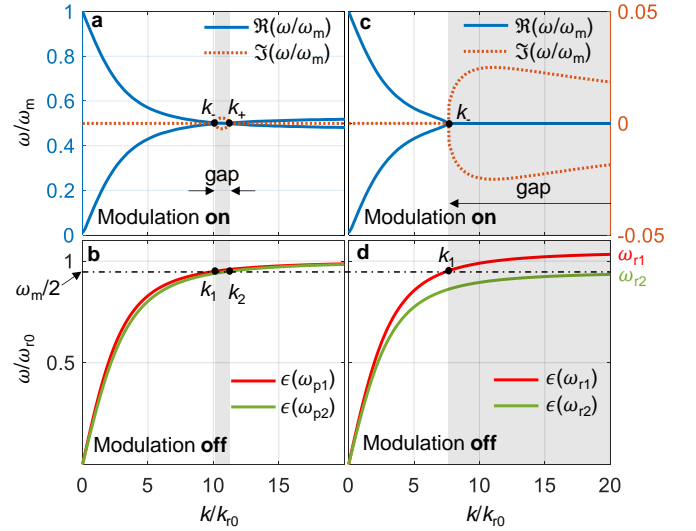 a
ℜ(ω/ω_m)
ℑ(ω/ω_m)
k_-
k_+
gap
Modulation on
ω/ω_m
1
0.8
0.6
0.4
0.2
0
c
ℜ(ω/ω_m)
ℑ(ω/ω_m)
k_-
gap
Modulation on
0.05
0
-0.05
b
ω_m/2
k_1
k_2
ϵ(ω_p1)
ϵ(ω_p2)
Modulation off
ω/ω_r0
1
0.5
0
5
10
15
k/k_r0
d
k_1
ω_r1
ω_r2
ϵ(ω_r1)
ϵ(ω_r2)
Modulation off
0
5
10
15
20
k/k_r0